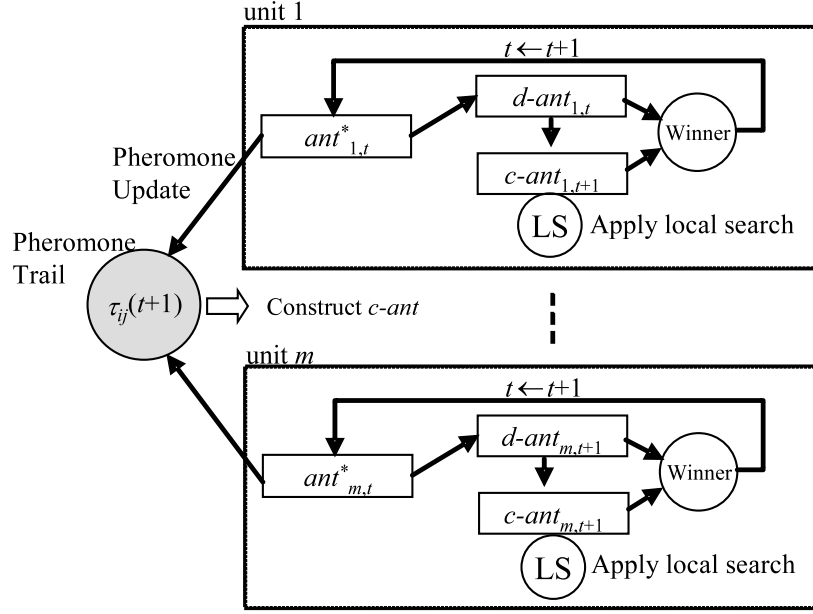 unit 1
t ← t+1
d-ant1,t
ant*1,t
Winner
c-ant1,t+1
LS Apply local search
Pheromone
Update
Pheromone
Trail
τij(t+1)
Construct c-ant
unit m
t ← t+1
d-antm,t+1
ant*m,t
Winner
c-antm,t+1
LS Apply local search